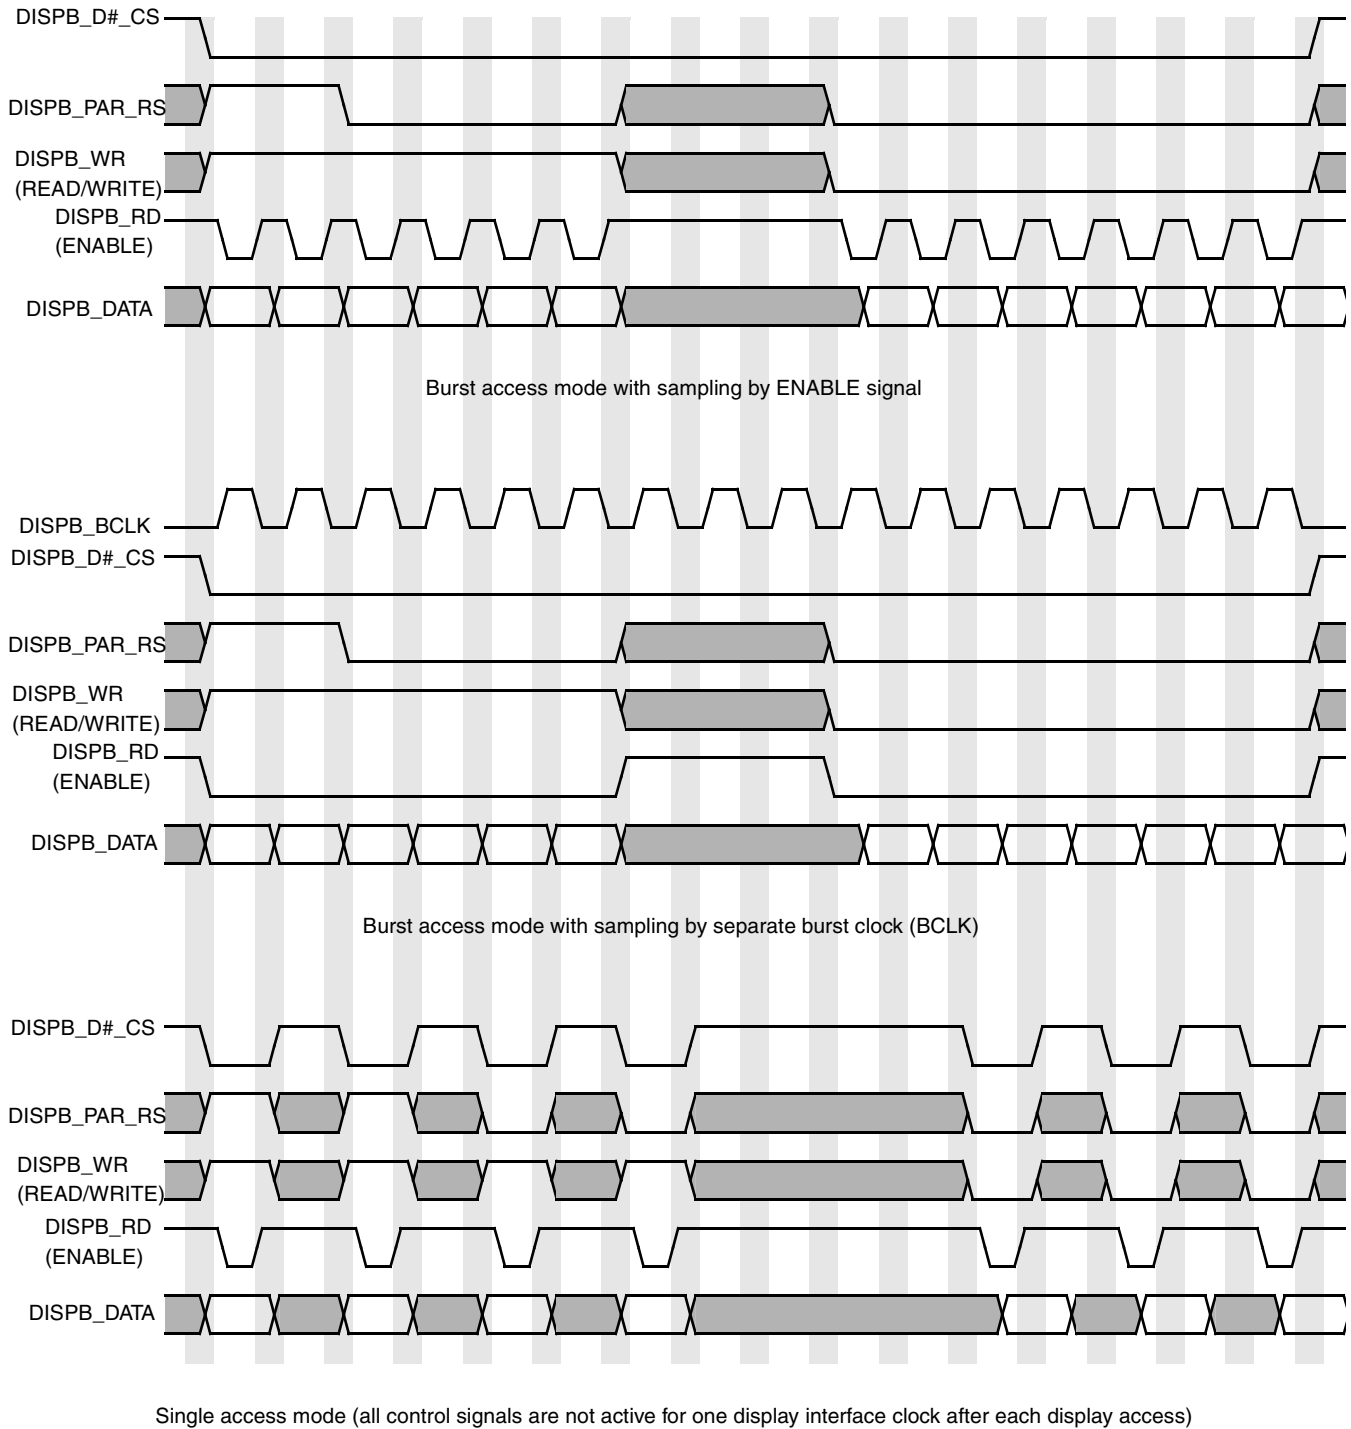 DISPB_D#_CS
DISPB_PAR_RS
DISPB_WR
(READ/WRITE)
DISPB_RD
(ENABLE)
DISPB_DATA
Burst access mode with sampling by ENABLE signal
DISPB_BCLK
DISPB_D#_CS
DISPB_PAR_RS
DISPB_WR
(READ/WRITE)
DISPB_RD
(ENABLE)
DISPB_DATA
Burst access mode with sampling by separate burst clock (BCLK)
DISPB_D#_CS
DISPB_PAR_RS
DISPB_WR
(READ/WRITE)
DISPB_RD
(ENABLE)
DISPB_DATA
Single access mode (all control signals are not active for one display interface clock after each display access)